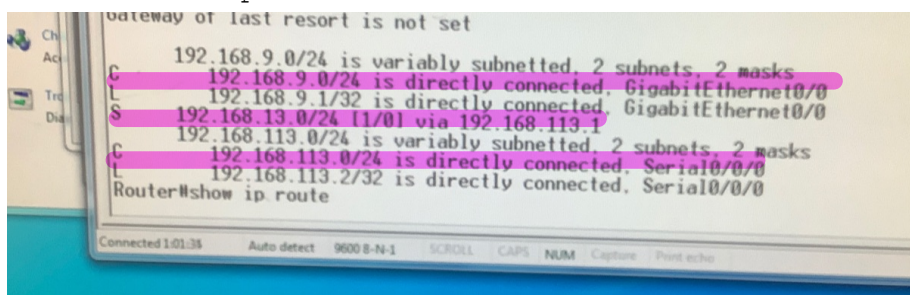 Gateway of last resort is not set
192.168.9.0/24 is variably subnetted, 2 subnets, 2 masks
C 192.168.9.0/24 is directly connected, GigabitEthernet0/0
L 192.168.9.1/32 is directly connected, GigabitEthernet0/0
S 192.168.13.0/24 [1/0] via 192.168.113.1
192.168.113.0/24 is variably subnetted, 2 subnets, 2 masks
C 192.168.113.0/24 is directly connected, Serial0/0/0
L 192.168.113.2/32 is directly connected, Serial0/0/0
Router#show ip route
Connected 1:01:38 Auto detect 9600 8-N-1 SCROLL CAPS NUM Capture Print echo
Ch
Ac
Tro
Dia